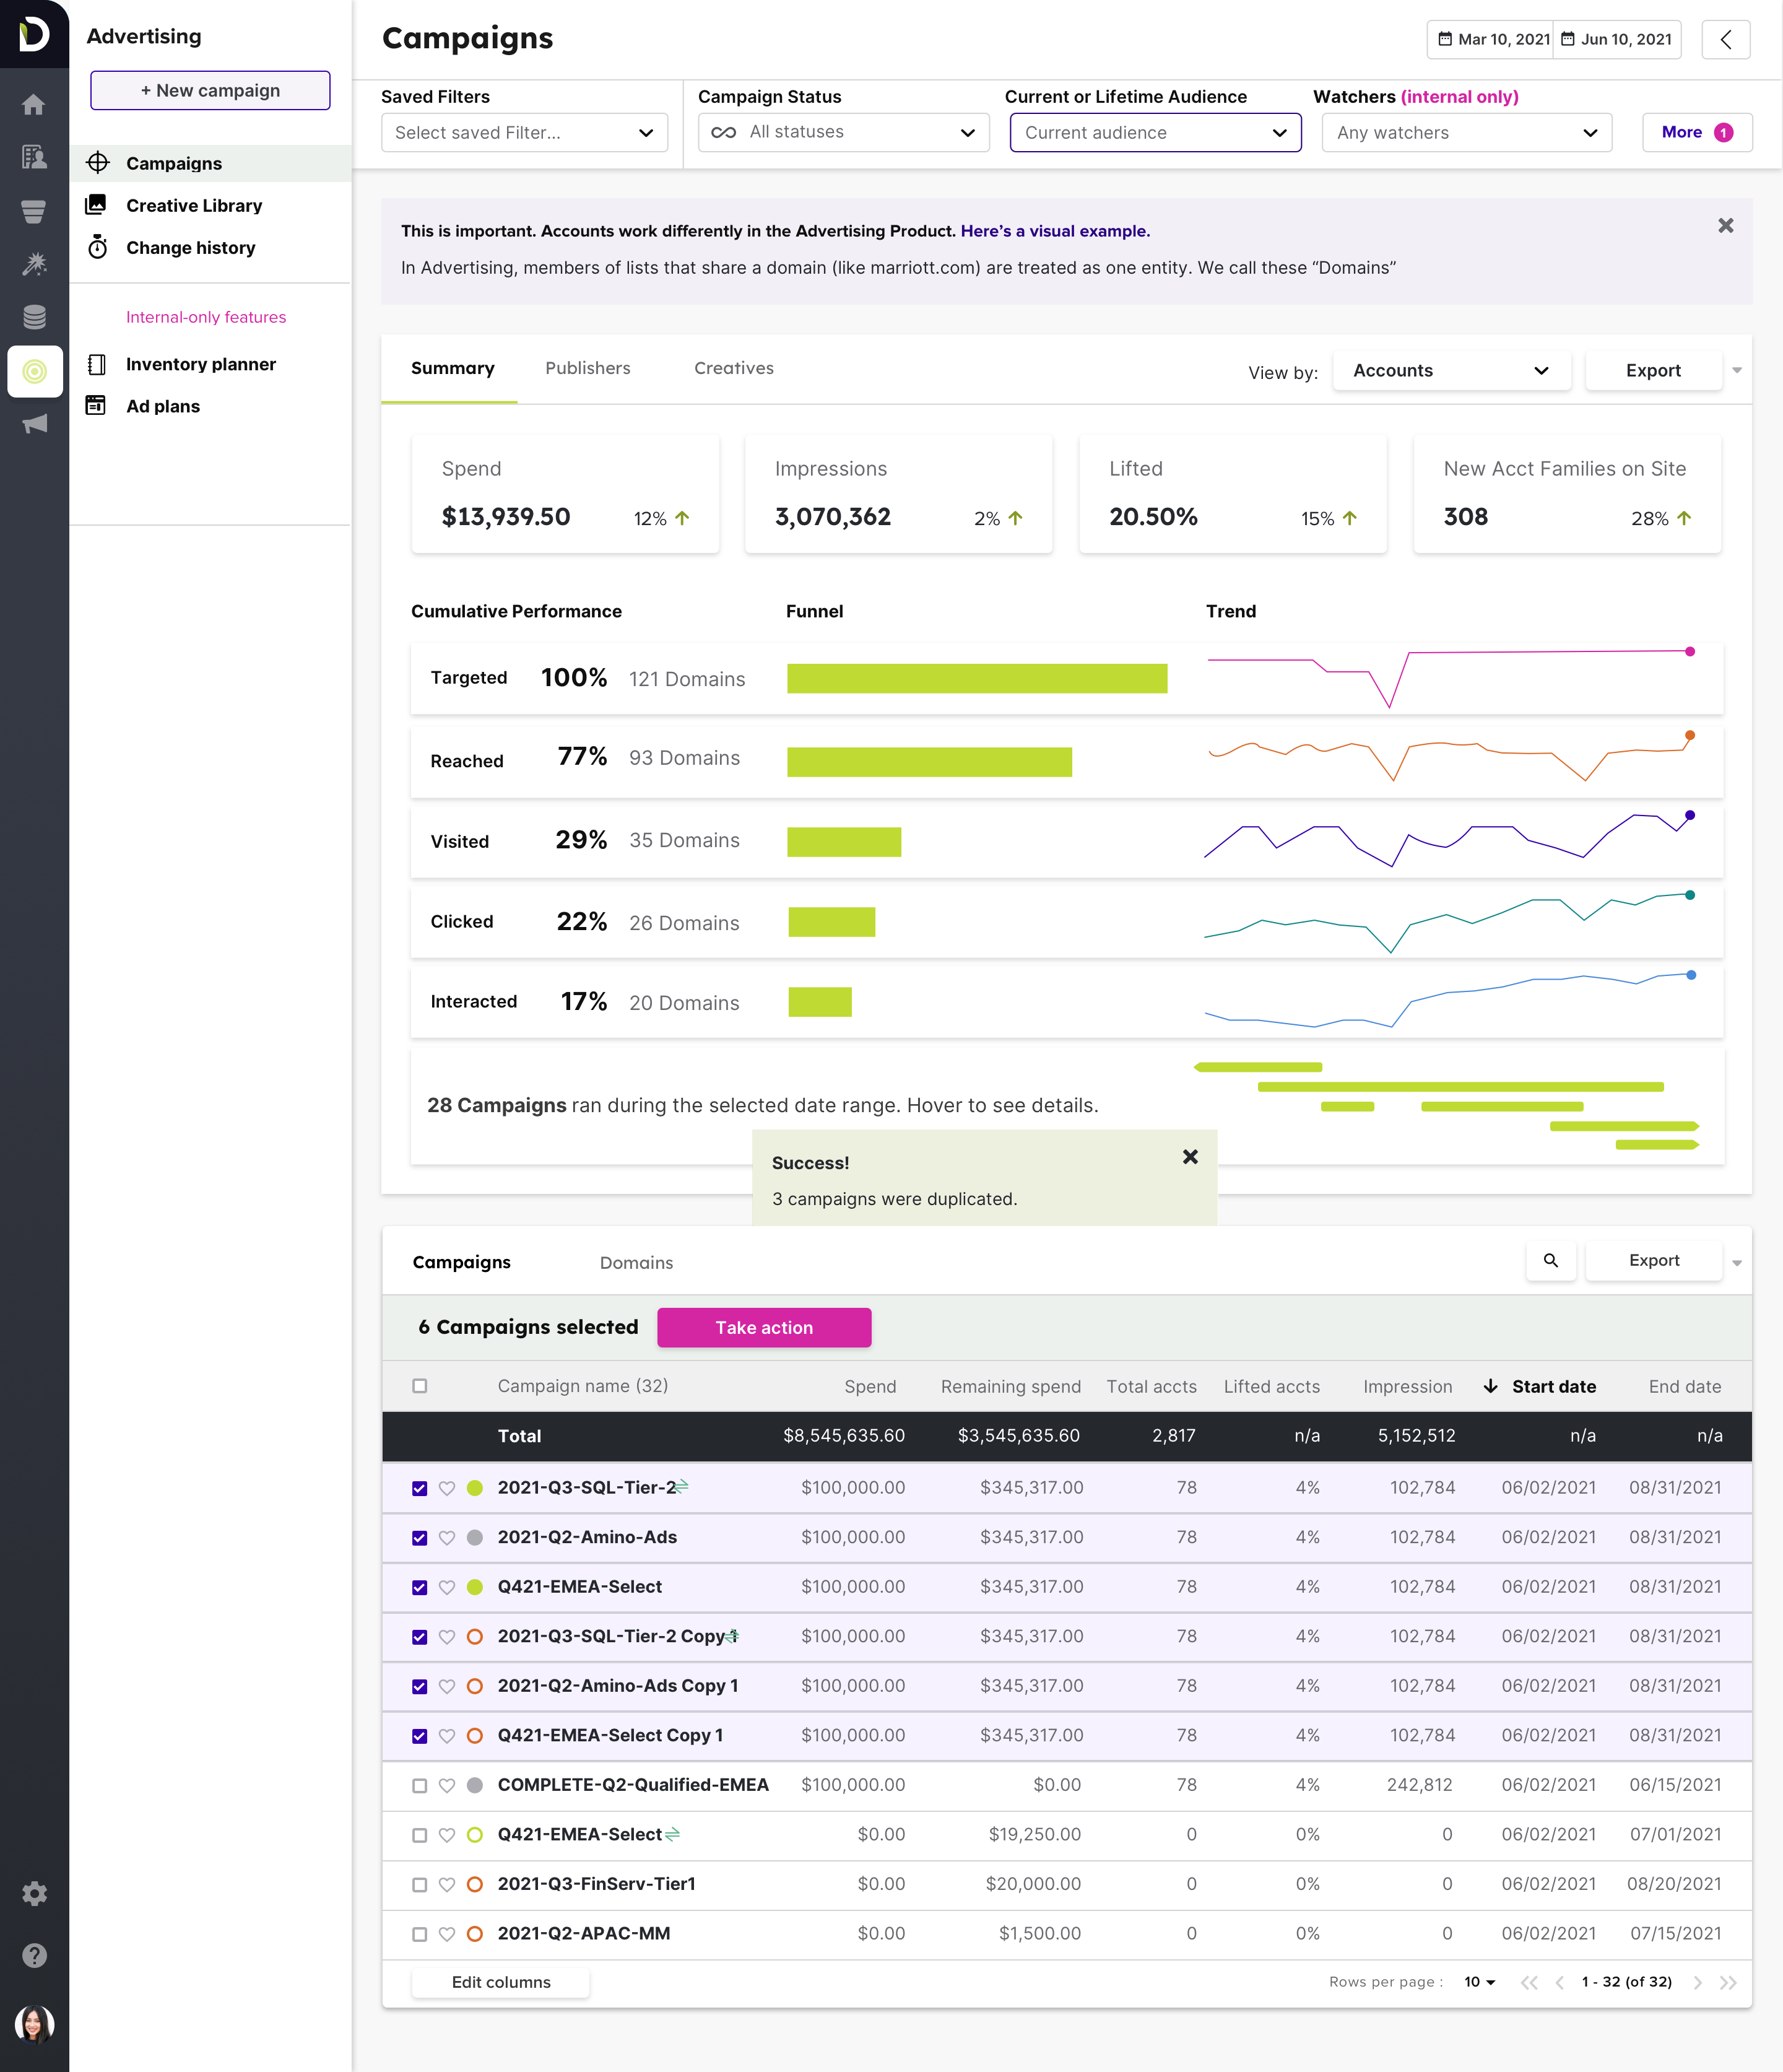 Advertising
+ New campaign
Campaigns
Creative Library
Change history
Internal-only features
Inventory planner
Ad plans
Campaigns
Mar 10, 2021 Jun 10, 2021
Saved Filters Campaign Status Current or Lifetime Audience Watchers (internal only)
Select saved Filter... All statuses Current audience Any watchers More 1
This is important. Accounts work differently in the Advertising Product. Here's a visual example.
In Advertising, members of lists that share a domain (like marriott.com) are treated as one entity. We call these “Domains”
Summary Publishers Creatives View by: Accounts Export
Spend Impressions Lifted New Acct Families on Site
$13,939.50 12% 3,070,362 2% 20.50% 15% 308 28%
Cumulative Performance Funnel Trend
Targeted 100% 121 Domains
Reached 77% 93 Domains
Visited 29% 35 Domains
Clicked 22% 26 Domains
Interacted 17% 20 Domains
28 Campaigns ran during the selected date range. Hover to see details.
Success!
3 campaigns were duplicated.
Campaigns Domains Export
6 Campaigns selected Take action
Campaign name (32) Spend Remaining spend Total accts Lifted accts Impression Start date End date
Total $8,545,635.60 $3,545,635.60 2,817 n/a 5,152,512 n/a n/a
2021-Q3-SQL-Tier-2 $100,000.00 $345,317.00 78 4% 102,784 06/02/2021 08/31/2021
2021-Q2-Amino-Ads $100,000.00 $345,317.00 78 4% 102,784 06/02/2021 08/31/2021
Q421-EMEA-Select $100,000.00 $345,317.00 78 4% 102,784 06/02/2021 08/31/2021
2021-Q3-SQL-Tier-2 Copy 1 $100,000.00 $345,317.00 78 4% 102,784 06/02/2021 08/31/2021
2021-Q2-Amino-Ads Copy 1 $100,000.00 $345,317.00 78 4% 102,784 06/02/2021 08/31/2021
Q421-EMEA-Select Copy 1 $100,000.00 $345,317.00 78 4% 102,784 06/02/2021 08/31/2021
COMPLETE-Q2-Qualified-EMEA $100,000.00 $0.00 78 4% 242,812 06/02/2021 06/15/2021
Q421-EMEA-Select $0.00 $19,250.00 0 0% 0 06/02/2021 07/01/2021
2021-Q3-FinServ-Tier1 $0.00 $20,000.00 0 0% 0 06/02/2021 08/20/2021
2021-Q2-APAC-MM $0.00 $1,500.00 0 0% 0 06/02/2021 07/15/2021
Edit columns Rows per page : 10 1 - 32 (of 32)